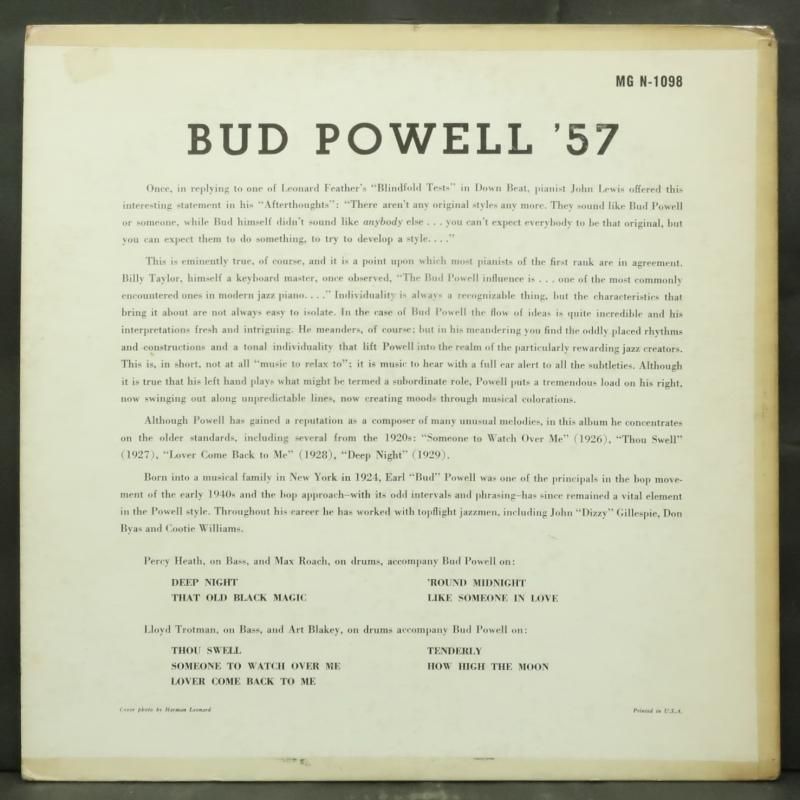 MG N-1098
BUD POWELL '57
Once, in replying to one of Leonard Feather's "Blindfold Tests" in Down Beat, pianist John Lewis offered this
interesting statement in his "Afterthoughts": "There aren't any original styles any more. They sound like Bud Powell
or someone, while Bud himself didn't sound like anybody else . . . you can't expect everybody to be that original, but
you can expect them to do something, to try to develop a style. . . ."
This is eminently true, of course, and it is a point upon which most pianists of the first rank are in agreement.
Billy Taylor, himself a keyboard master, once observed, "The Bud Powell influence is . . . one of the most commonly
encountered ones in modern jazz piano. . . ." Individuality is always a recognizable thing, but the characteristics that
bring it about are not always easy to isolate. In the case of Bud Powell the flow of ideas is quite incredible and his
interpretations fresh and intriguing. He meanders, of course; but in his meandering you find the oddly placed rhythms
and constructions and a tonal individuality that lift Powell into the realm of the particularly rewarding jazz creators.
This is, in short, not at all "music to relax to"; it is music to hear with a full ear alert to all the subtleties. Although
it is true that his left hand plays what might be termed a subordinate role, Powell puts a tremendous load on his right,
now swinging out along unpredictable lines, now creating moods through musical colorations.
Although Powell has gained a reputation as a composer of many unusual melodies, in this album he concentrates
on the older standards, including several from the 1920s: "Someone to Watch Over Me" (1926), "Thou Swell"
(1927), "Lover Come Back to Me" (1928), "Deep Night" (1929).
Born into a musical family in New York in 1924, Earl "Bud" Powell was one of the principals in the bop move-
ment of the early 1940s and the bop approach—with its odd intervals and phrasing—has since remained a vital element
in the Powell style. Throughout his career he has worked with topflight jazzmen, including John "Dizzy" Gillespie, Don
Byas and Cootie Williams.
Percy Heath, on Bass, and Max Roach, on drums, accompany Bud Powell on:
DEEP NIGHT
THAT OLD BLACK MAGIC
'ROUND MIDNIGHT
LIKE SOMEONE IN LOVE
Lloyd Trotman, on Bass, and Art Blakey, on drums accompany Bud Powell on:
THOU SWELL
SOMEONE TO WATCH OVER ME
LOVER COME BACK TO ME
TENDERLY
HOW HIGH THE MOON
Cover photo by Herman Leonard
Printed in U.S.A.